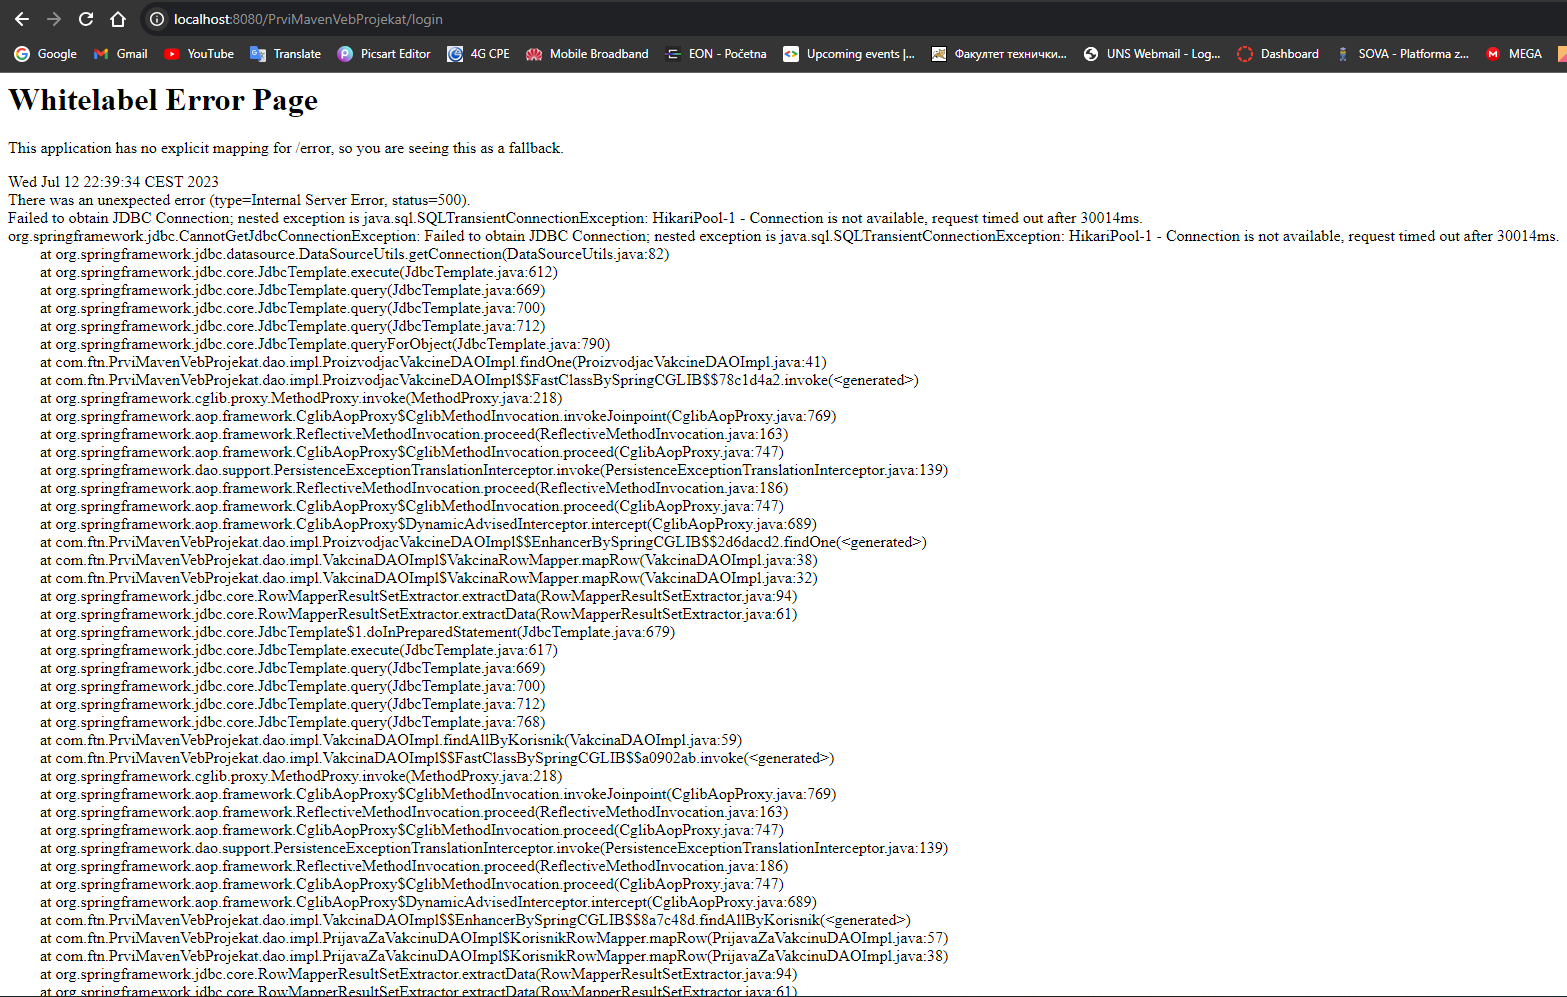 localhost:8080/PrviMavenVebProjekat/login
Google Gmail YouTube Translate Picsart Editor 4G CPE Mobile Broadband EON - Početna Upcoming events |... Факултет технички... UNS Webmail - Log... Dashboard SOVA - Platforma z... MEGA
Whitelabel Error Page
This application has no explicit mapping for /error, so you are seeing this as a fallback.
Wed Jul 12 22:39:34 CEST 2023
There was an unexpected error (type=Internal Server Error, status=500).
Failed to obtain JDBC Connection; nested exception is java.sql.SQLTransientConnectionException: HikariPool-1 - Connection is not available, request timed out after 30014ms.
org.springframework.jdbc.CannotGetJdbcConnectionException: Failed to obtain JDBC Connection; nested exception is java.sql.SQLTransientConnectionException: HikariPool-1 - Connection is not available, request timed out after 30014ms.
at org.springframework.jdbc.datasource.DataSourceUtils.getConnection(DataSourceUtils.java:82)
at org.springframework.jdbc.core.JdbcTemplate.execute(JdbcTemplate.java:612)
at org.springframework.jdbc.core.JdbcTemplate.query(JdbcTemplate.java:669)
at org.springframework.jdbc.core.JdbcTemplate.query(JdbcTemplate.java:700)
at org.springframework.jdbc.core.JdbcTemplate.query(JdbcTemplate.java:712)
at org.springframework.jdbc.core.JdbcTemplate.queryForObject(JdbcTemplate.java:790)
at com.ftn.PrviMavenVebProjekat.dao.impl.ProizvodjacVakcineDAOImpl.findOne(ProizvodjacVakcineDAOImpl.java:41)
at com.ftn.PrviMavenVebProjekat.dao.impl.ProizvodjacVakcineDAOImpl$$FastClassBySpringCGLIB$$78c1d4a2.invoke(<generated>)
at org.springframework.cglib.proxy.MethodProxy.invoke(MethodProxy.java:218)
at org.springframework.aop.framework.CglibAopProxy$CglibMethodInvocation.invokeJoinpoint(CglibAopProxy.java:769)
at org.springframework.aop.framework.ReflectiveMethodInvocation.proceed(ReflectiveMethodInvocation.java:163)
at org.springframework.aop.framework.CglibAopProxy$CglibMethodInvocation.proceed(CglibAopProxy.java:747)
at org.springframework.dao.support.PersistenceExceptionTranslationInterceptor.invoke(PersistenceExceptionTranslationInterceptor.java:139)
at org.springframework.aop.framework.ReflectiveMethodInvocation.proceed(ReflectiveMethodInvocation.java:186)
at org.springframework.aop.framework.CglibAopProxy$CglibMethodInvocation.proceed(CglibAopProxy.java:747)
at org.springframework.aop.framework.CglibAopProxy$DynamicAdvisedInterceptor.intercept(CglibAopProxy.java:689)
at com.ftn.PrviMavenVebProjekat.dao.impl.ProizvodjacVakcineDAOImpl$$EnhancerBySpringCGLIB$$2d6dacd2.findOne(<generated>)
at com.ftn.PrviMavenVebProjekat.dao.impl.VakcinaDAOImpl$VakcinaRowMapper.mapRow(VakcinaDAOImpl.java:38)
at com.ftn.PrviMavenVebProjekat.dao.impl.VakcinaDAOImpl$VakcinaRowMapper.mapRow(VakcinaDAOImpl.java:32)
at org.springframework.jdbc.core.RowMapperResultSetExtractor.extractData(RowMapperResultSetExtractor.java:94)
at org.springframework.jdbc.core.RowMapperResultSetExtractor.extractData(RowMapperResultSetExtractor.java:61)
at org.springframework.jdbc.core.JdbcTemplate$1.doInPreparedStatement(JdbcTemplate.java:679)
at org.springframework.jdbc.core.JdbcTemplate.execute(JdbcTemplate.java:617)
at org.springframework.jdbc.core.JdbcTemplate.query(JdbcTemplate.java:669)
at org.springframework.jdbc.core.JdbcTemplate.query(JdbcTemplate.java:700)
at org.springframework.jdbc.core.JdbcTemplate.query(JdbcTemplate.java:712)
at org.springframework.jdbc.core.JdbcTemplate.query(JdbcTemplate.java:768)
at com.ftn.PrviMavenVebProjekat.dao.impl.VakcinaDAOImpl.findAllByKorisnik(VakcinaDAOImpl.java:59)
at com.ftn.PrviMavenVebProjekat.dao.impl.VakcinaDAOImpl$$FastClassBySpringCGLIB$$a0902ab.invoke(<generated>)
at org.springframework.cglib.proxy.MethodProxy.invoke(MethodProxy.java:218)
at org.springframework.aop.framework.CglibAopProxy$CglibMethodInvocation.invokeJoinpoint(CglibAopProxy.java:769)
at org.springframework.aop.framework.ReflectiveMethodInvocation.proceed(ReflectiveMethodInvocation.java:163)
at org.springframework.aop.framework.CglibAopProxy$CglibMethodInvocation.proceed(CglibAopProxy.java:747)
at org.springframework.dao.support.PersistenceExceptionTranslationInterceptor.invoke(PersistenceExceptionTranslationInterceptor.java:139)
at org.springframework.aop.framework.ReflectiveMethodInvocation.proceed(ReflectiveMethodInvocation.java:186)
at org.springframework.aop.framework.CglibAopProxy$CglibMethodInvocation.proceed(CglibAopProxy.java:747)
at org.springframework.aop.framework.CglibAopProxy$DynamicAdvisedInterceptor.intercept(CglibAopProxy.java:689)
at com.ftn.PrviMavenVebProjekat.dao.impl.VakcinaDAOImpl$$EnhancerBySpringCGLIB$$8a7c48d.findAllByKorisnik(<generated>)
at com.ftn.PrviMavenVebProjekat.dao.impl.PrijavaZaVakcinuDAOImpl$KorisnikRowMapper.mapRow(PrijavaZaVakcinuDAOImpl.java:57)
at com.ftn.PrviMavenVebProjekat.dao.impl.PrijavaZaVakcinuDAOImpl$KorisnikRowMapper.mapRow(PrijavaZaVakcinuDAOImpl.java:38)
at org.springframework.jdbc.core.RowMapperResultSetExtractor.extractData(RowMapperResultSetExtractor.java:94)
at org.springframework.jdbc.core.RowMapperResultSetExtractor.extractData(RowMapperResultSetExtractor.java:61)